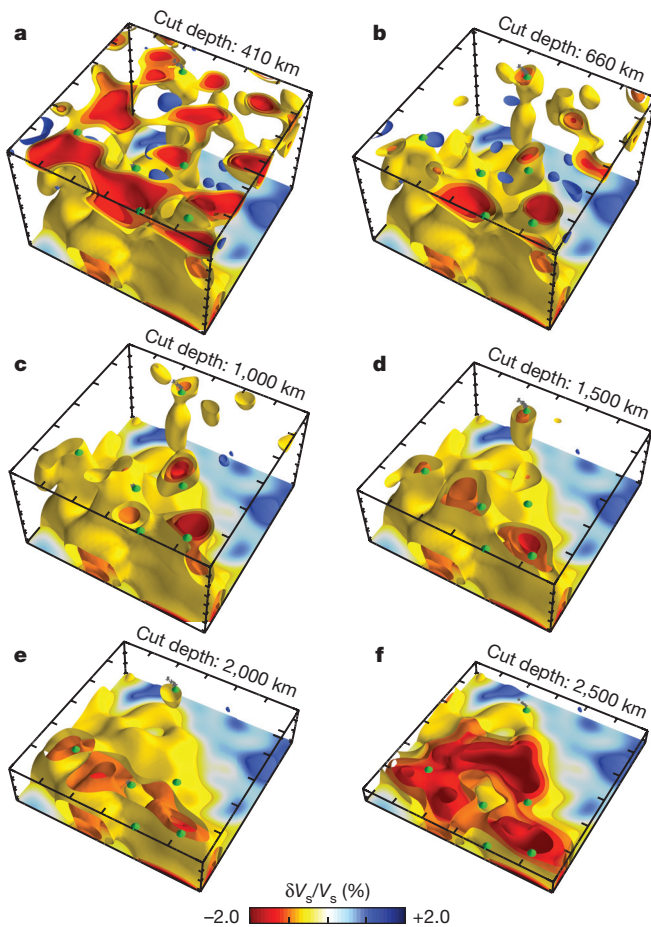 a
Cut depth: 410 km
b
Cut depth: 660 km
c
Cut depth: 1,000 km
d
Cut depth: 1,500 km
e
Cut depth: 2,000 km
f
Cut depth: 2,500 km
δVs/Vs (%)
–2.0
+2.0